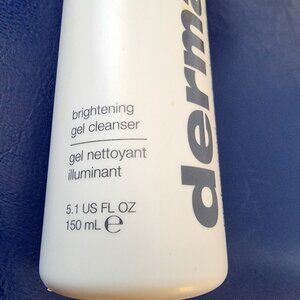 brightening
gel cleanser
gel nettoyant
illuminant
5.1 US FL OZ
150 mL ℮
derma